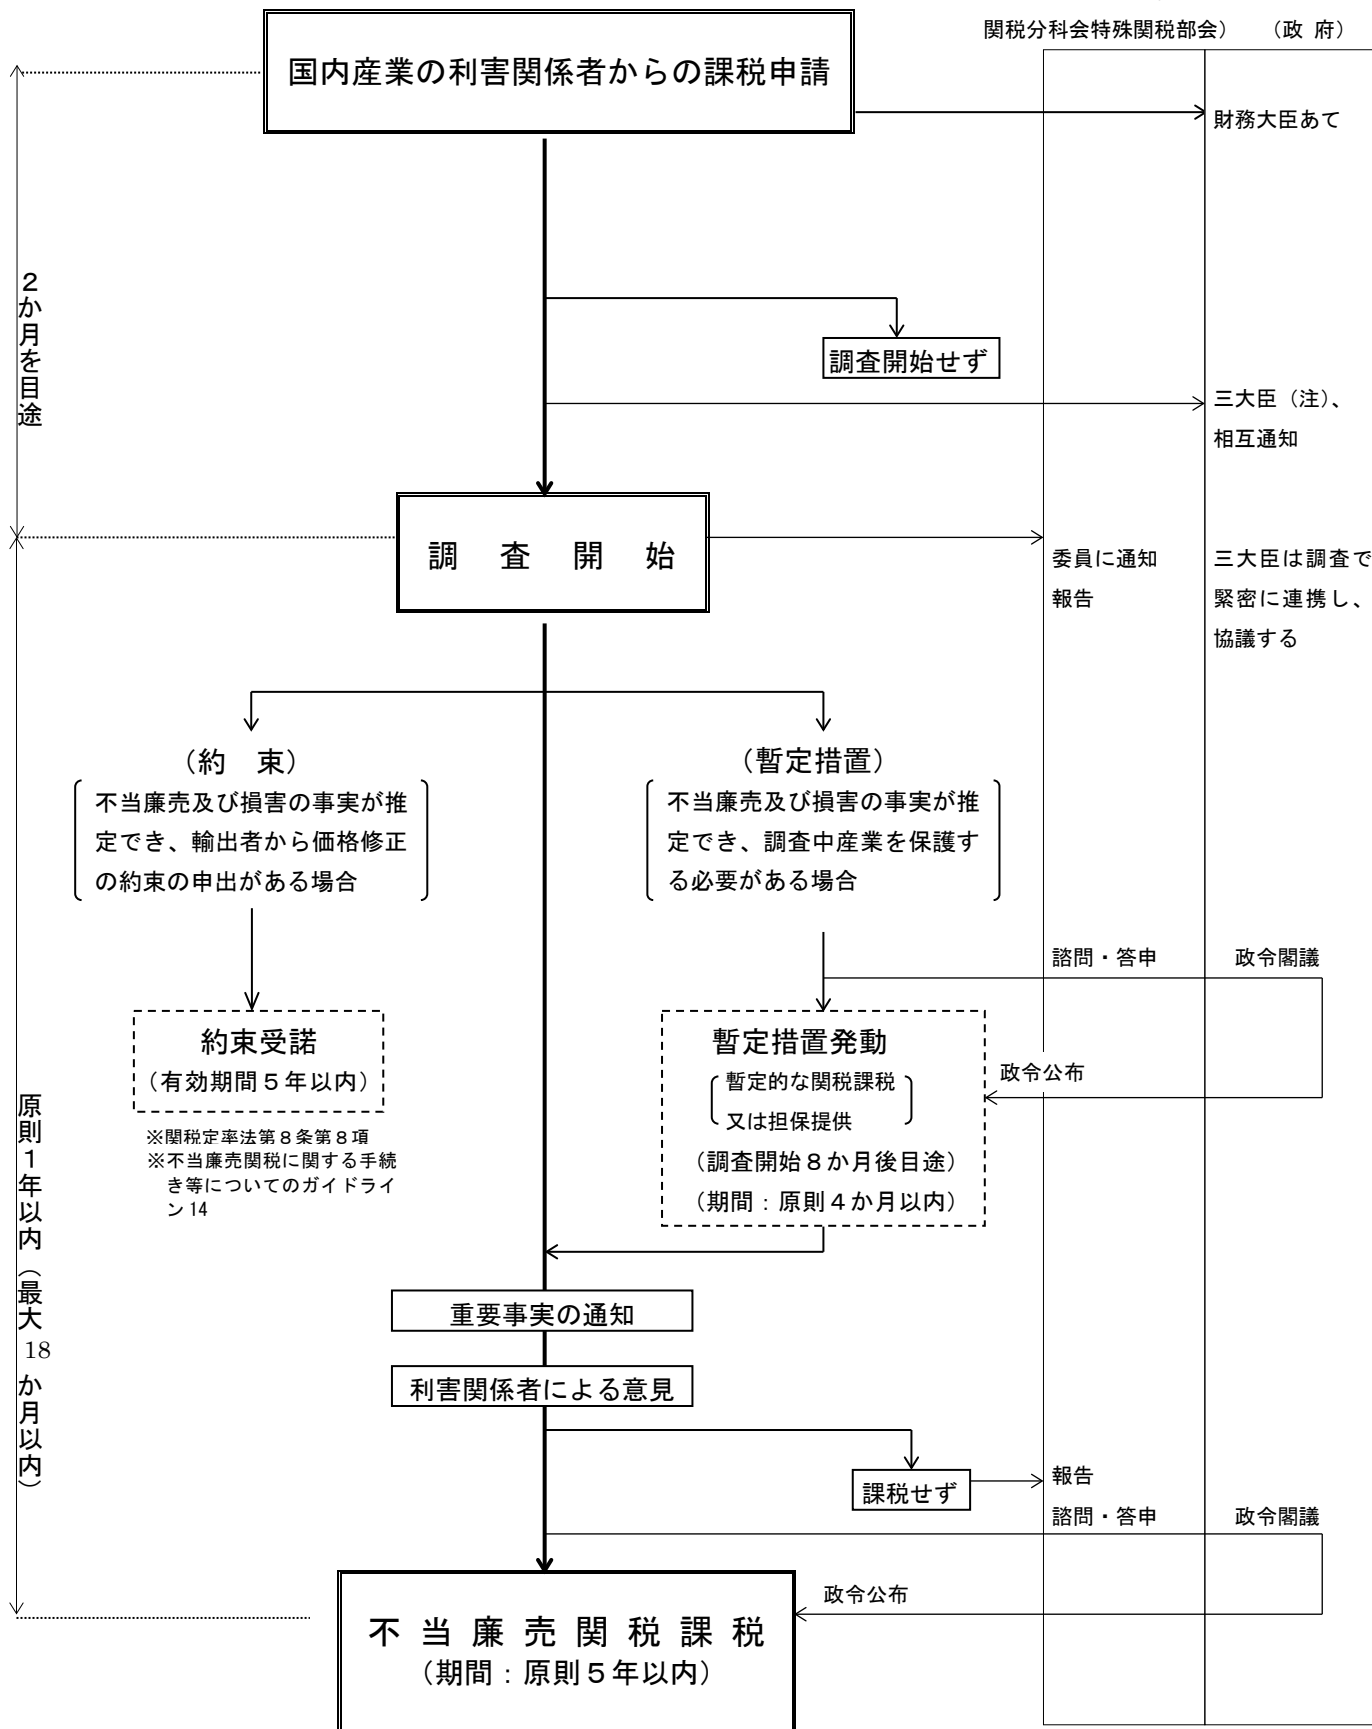 関税分科会特殊関税部会) (政 府)
国内産業の利害関係者からの課税申請
財務大臣あて
2か月を目途
調査開始せず
三大臣(注)、
相互通知
調 査 開 始
委員に通知
報告
三大臣は調査で
緊密に連携し、
協議する
(約 束)
不当廉売及び損害の事実が推
定でき、輸出者から価格修正
の約束の申出がある場合
(暫定措置)
不当廉売及び損害の事実が推
定でき、調査中産業を保護す
る必要がある場合
諮問・答申
政令閣議
約束受諾
(有効期間5年以内)
※関税定率法第8条第8項
※不当廉売関税に関する手続
き等についてのガイドライ
ン14
暫定措置発動
暫定的な関税課税
又は担保提供
(調査開始8か月後目途)
(期間:原則4か月以内)
政令公布
原則1年以内(最大18か月以内)
重要事実の通知
利害関係者による意見
課税せず
報告
諮問・答申
政令閣議
政令公布
不当廉売関税課税
(期間:原則5年以内)